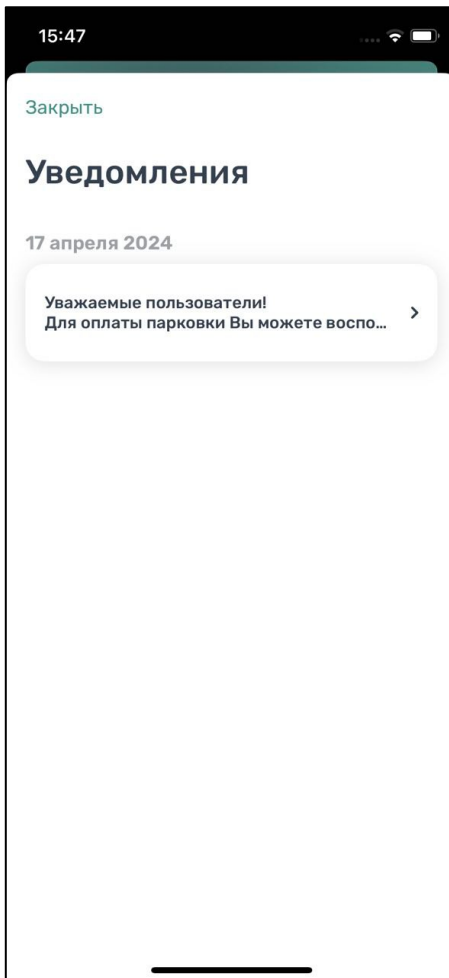 15:47
Закрыть
Уведомления
17 апреля 2024
Уважаемые пользователи!
Для оплаты парковки Вы можете воспо...